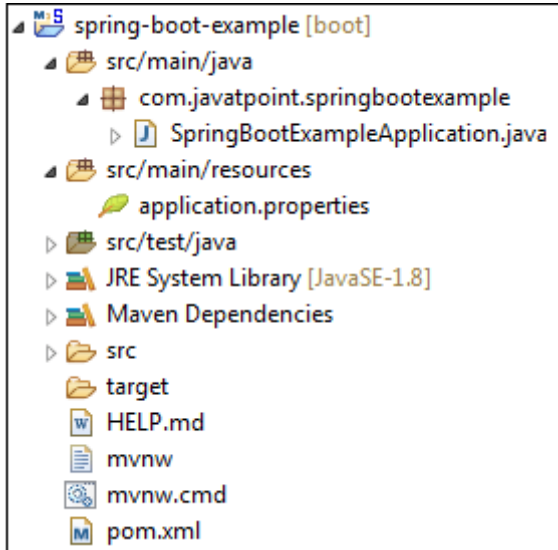 spring-boot-example [boot]
src/main/java
com.javatpoint.springbootexample
SpringBootExampleApplication.java
src/main/resources
application.properties
src/test/java
JRE System Library [JavaSE-1.8]
Maven Dependencies
src
target
HELP.md
mvnw
mvnw.cmd
pom.xml